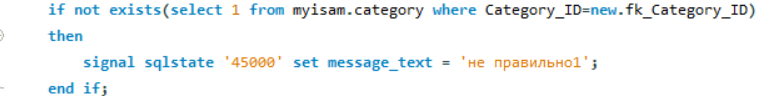 if not exists(select 1 from myisam.category where Category_ID=new.fk_Category_ID)
then
signal sqlstate '45000' set message_text = 'не правильно1';
end if;